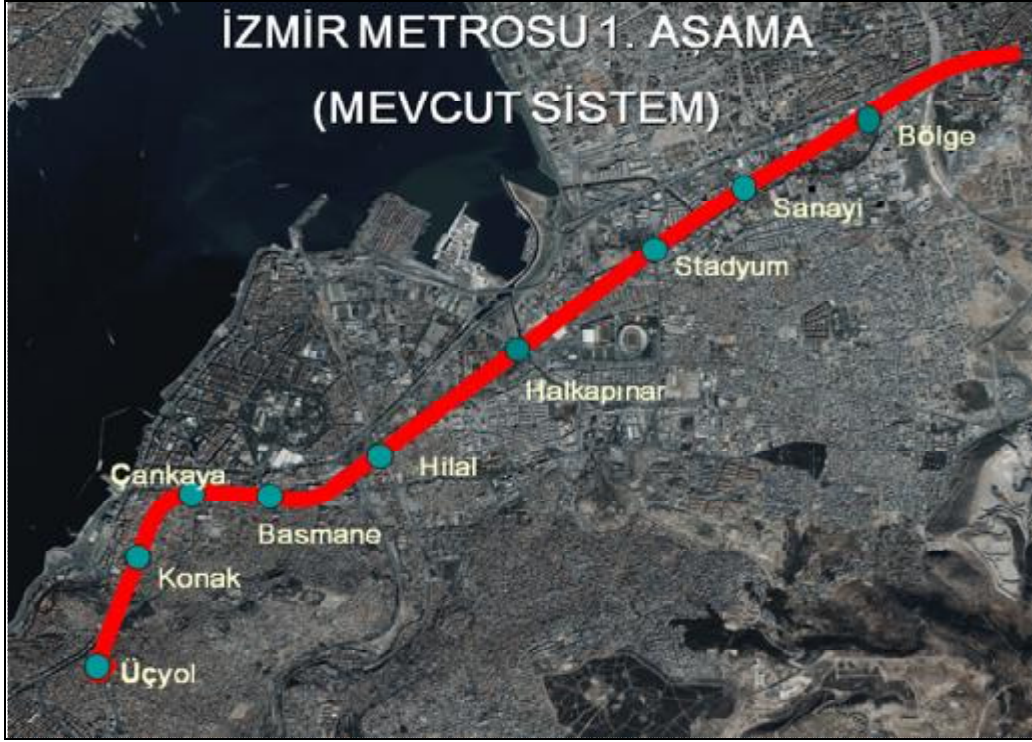 İZMİR METROSU 1. AŞAMA
(MEVCUT SİSTEM)
Bölge
Sanayi
Stadyum
Halkapınar
Hilal
Çankaya
Basmane
Konak
Üçyol